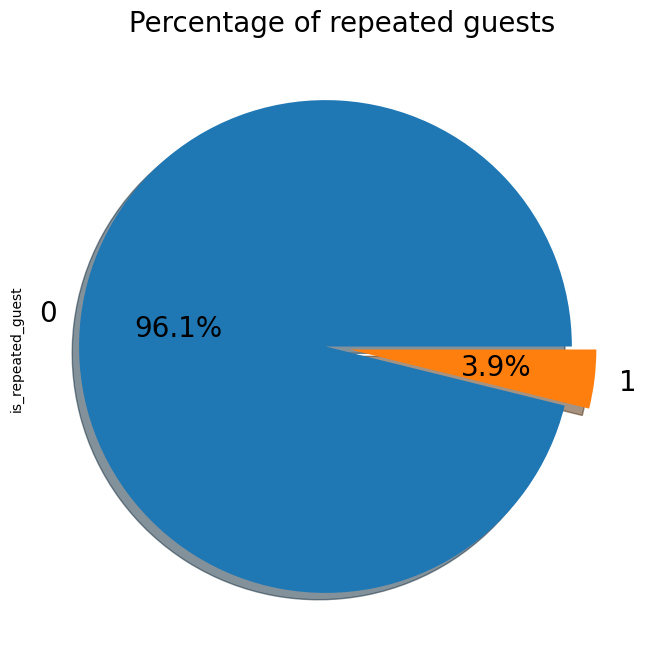 Percentage of repeated guests
is_repeated_guest
0
96.1%
3.9%
1